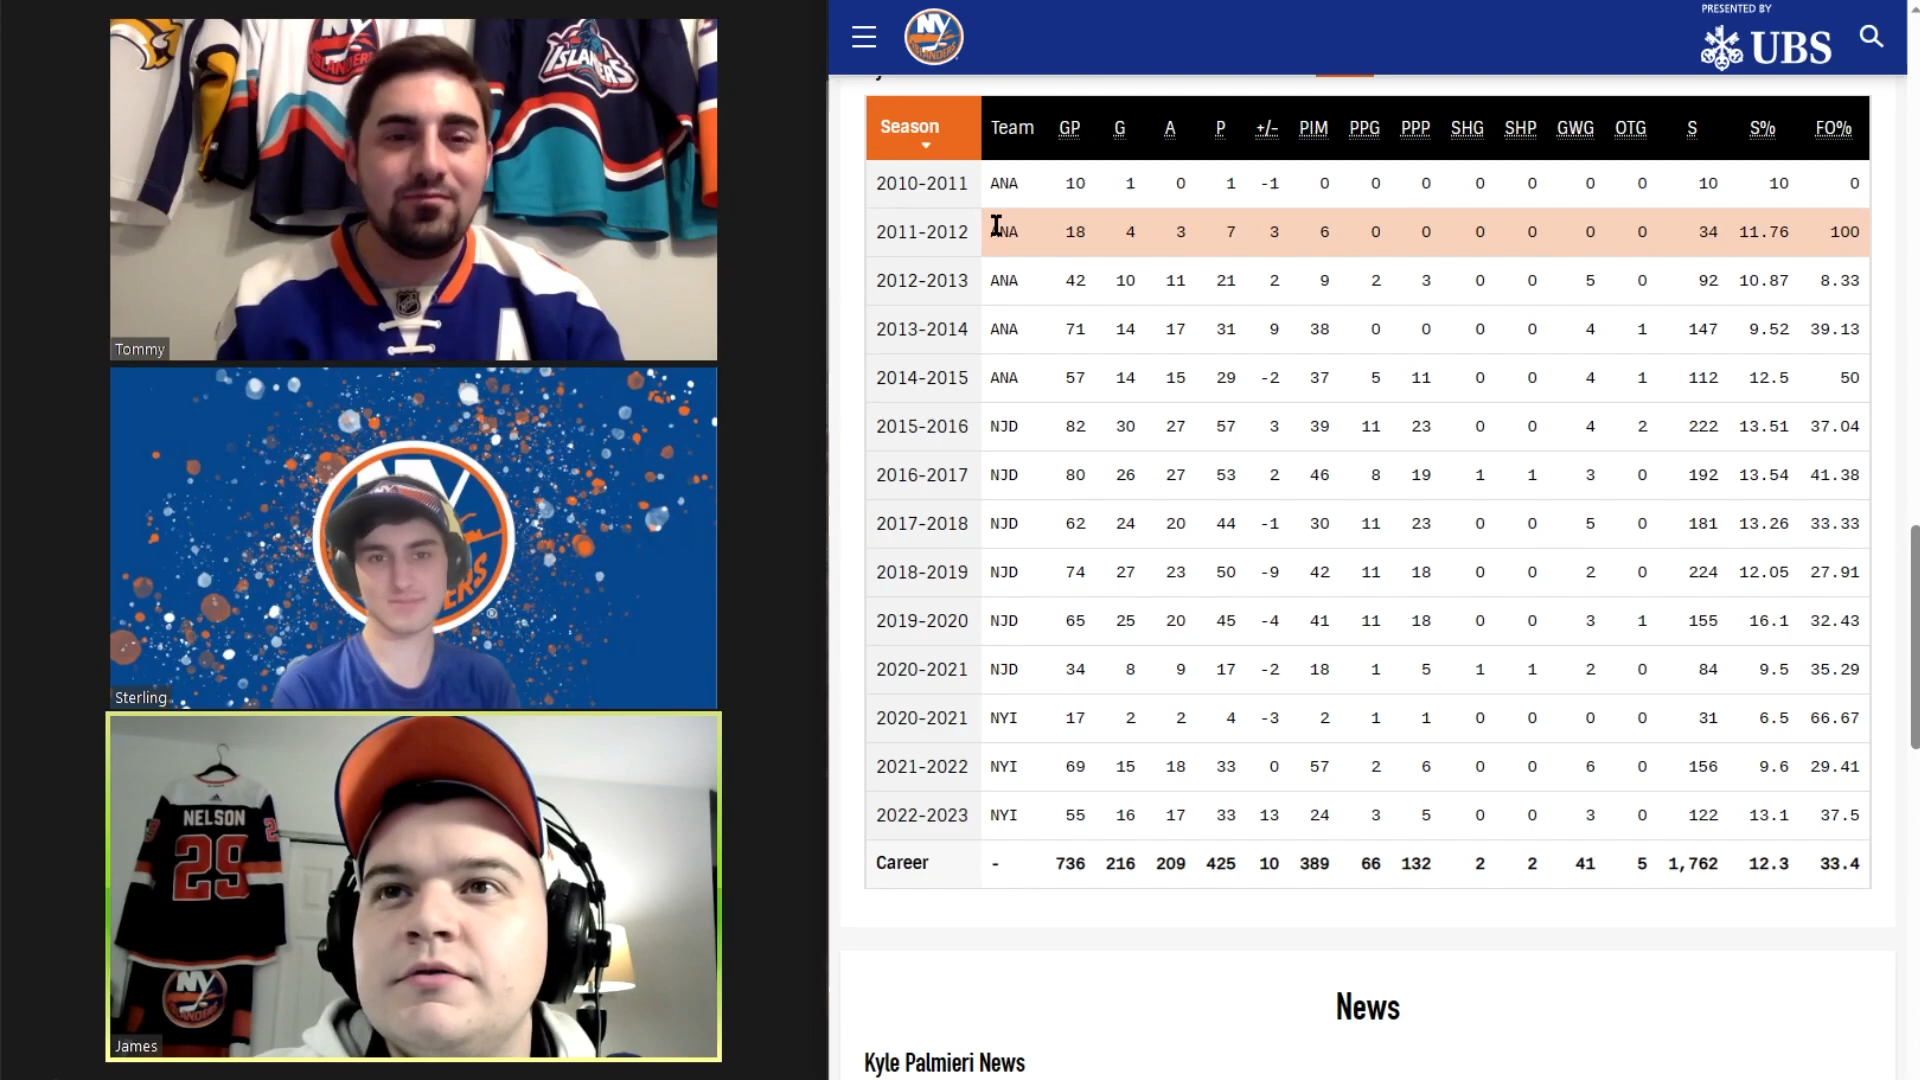 PRESENTED BY
UBS
NY
ISLANDERS
Season Team GP G A P +/- PIM PPG PPP SHG SHP GWG OTG S S% FO%
2010-2011 ANA 10 1 0 1 -1 0 0 0 0 0 0 0 10 10 0
2011-2012 18 4 3 7 3 6 0 0 0 0 0 0 34 11.76 100
2012-2013 ANA 42 10 11 21 2 9 2 3 0 0 5 0 92 10.87 8.33
2013-2014 ANA 71 14 17 31 9 38 0 0 0 0 4 1 147 9.52 39.13
2014-2015 ANA 57 14 15 29 -2 37 5 11 0 0 4 1 112 12.5 50
2015-2016 NJD 82 30 27 57 3 39 11 23 0 0 4 2 222 13.51 37.04
2016-2017 NJD 80 26 27 53 2 46 8 19 1 1 3 0 192 13.54 41.38
2017-2018 NJD 62 24 20 44 -1 30 11 23 0 0 5 0 181 13.26 33.33
2018-2019 NJD 74 27 23 50 -9 42 11 18 0 0 2 0 224 12.05 27.91
2019-2020 NJD 65 25 20 45 -4 41 11 18 0 0 3 1 155 16.1 32.43
2020-2021 NJD 34 8 9 17 -2 18 1 5 1 1 2 0 84 9.5 35.29
2020-2021 NYI 17 2 2 4 -3 2 1 1 0 0 0 0 31 6.5 66.67
2021-2022 NYI 69 15 18 33 0 57 2 6 0 0 6 0 156 9.6 29.41
2022-2023 NYI 55 16 17 33 13 24 3 5 0 0 3 0 122 13.1 37.5
Career - 736 216 209 425 10 389 66 132 2 2 41 5 1,762 12.3 33.4
News
Kyle Palmieri News
ISLANDERS
NHL
A
Tommy
NY
Sterling
NELSON
29
NY
ISLANDERS
James